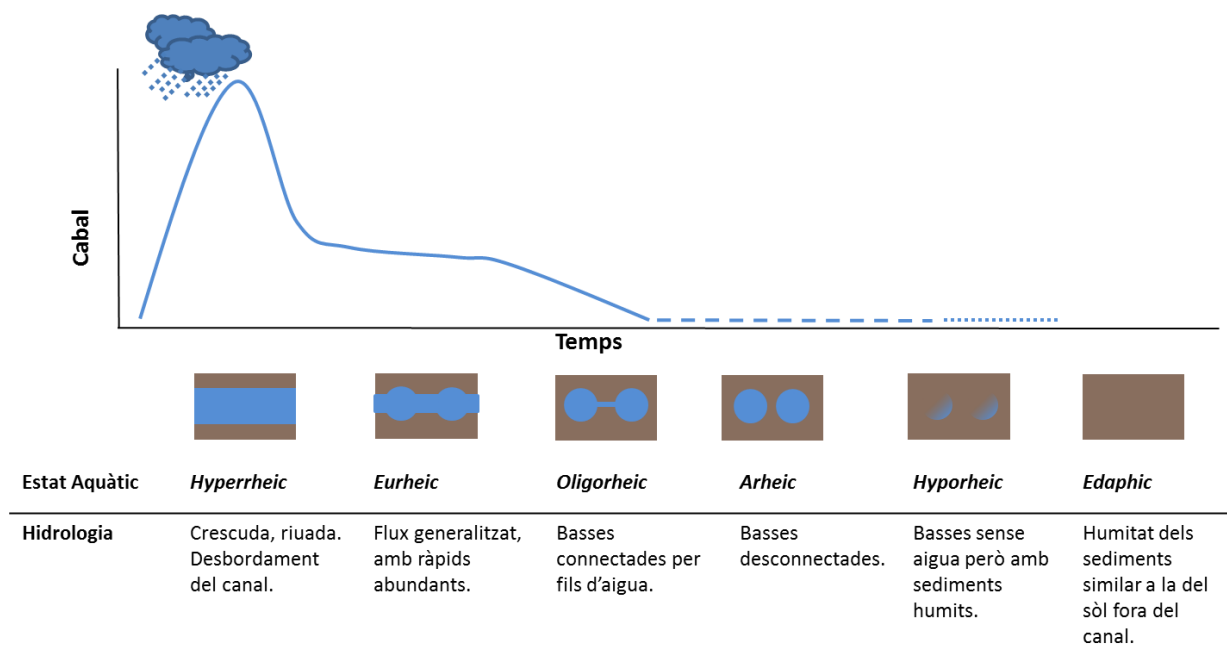 Cabal
Temps
Estat Aquàtic
Hyperrheic
Eurheic
Oligorheic
Arheic
Hyporheic
Edaphic
Hidrologia
Crescuda, riuada.
Desbordament
del canal.
Flux generalitzat,
amb ràpids
abundants.
Basses
connectades per
fils d'aigua.
Basses
desconnectades.
Basses sense
aigua però amb
sediments
humits.
Humitat dels
sediments
similar a la del
sòl fora del
canal.